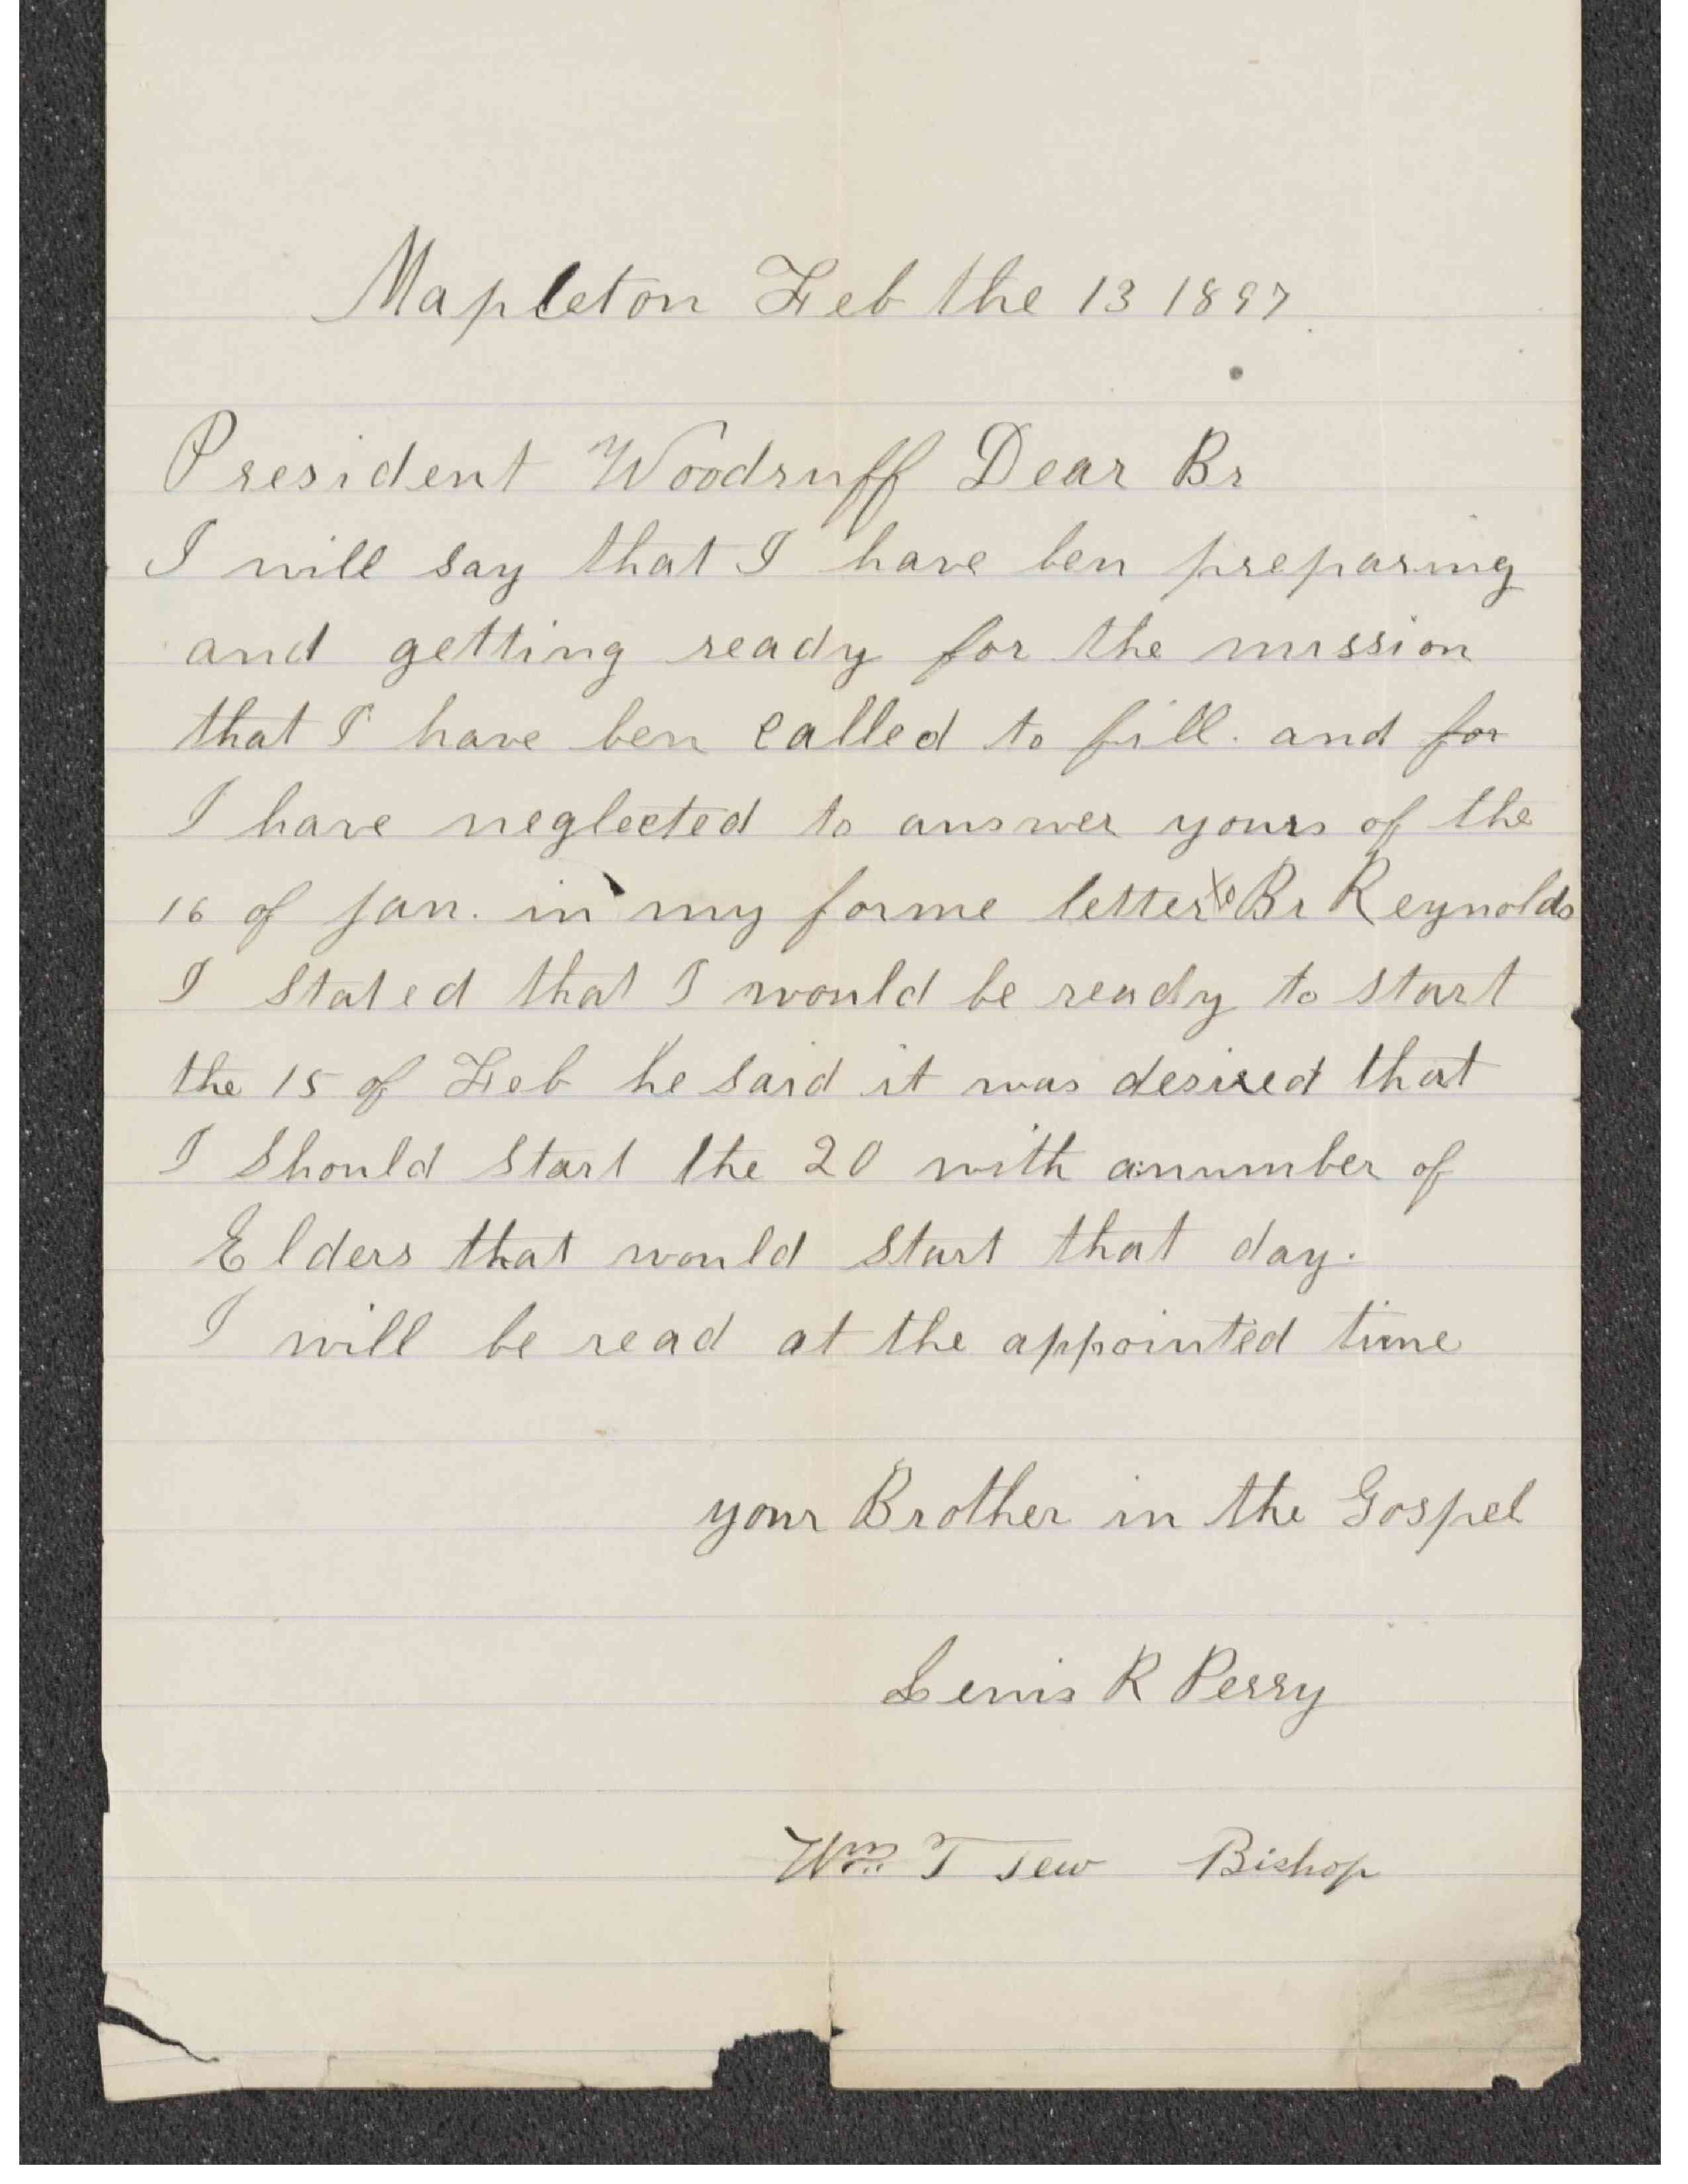 Mapleton Feb the 13 1897
President Woodruff Dear Br
I will say that I have ben preparing
and getting ready for the mission
that I have ben called to fill. and for
I have neglected to answer yours of the
16 of Jan. in my forme letter to Br Reynolds
I stated that I would be ready to start
the 15 of Feb he said it was desired that
I should start the 20 with anumber of
Elders that would start that day.
I will be read at the appointed time
your Brother in the Gospel
Lewis R Perry
Wm T Tew Bishop